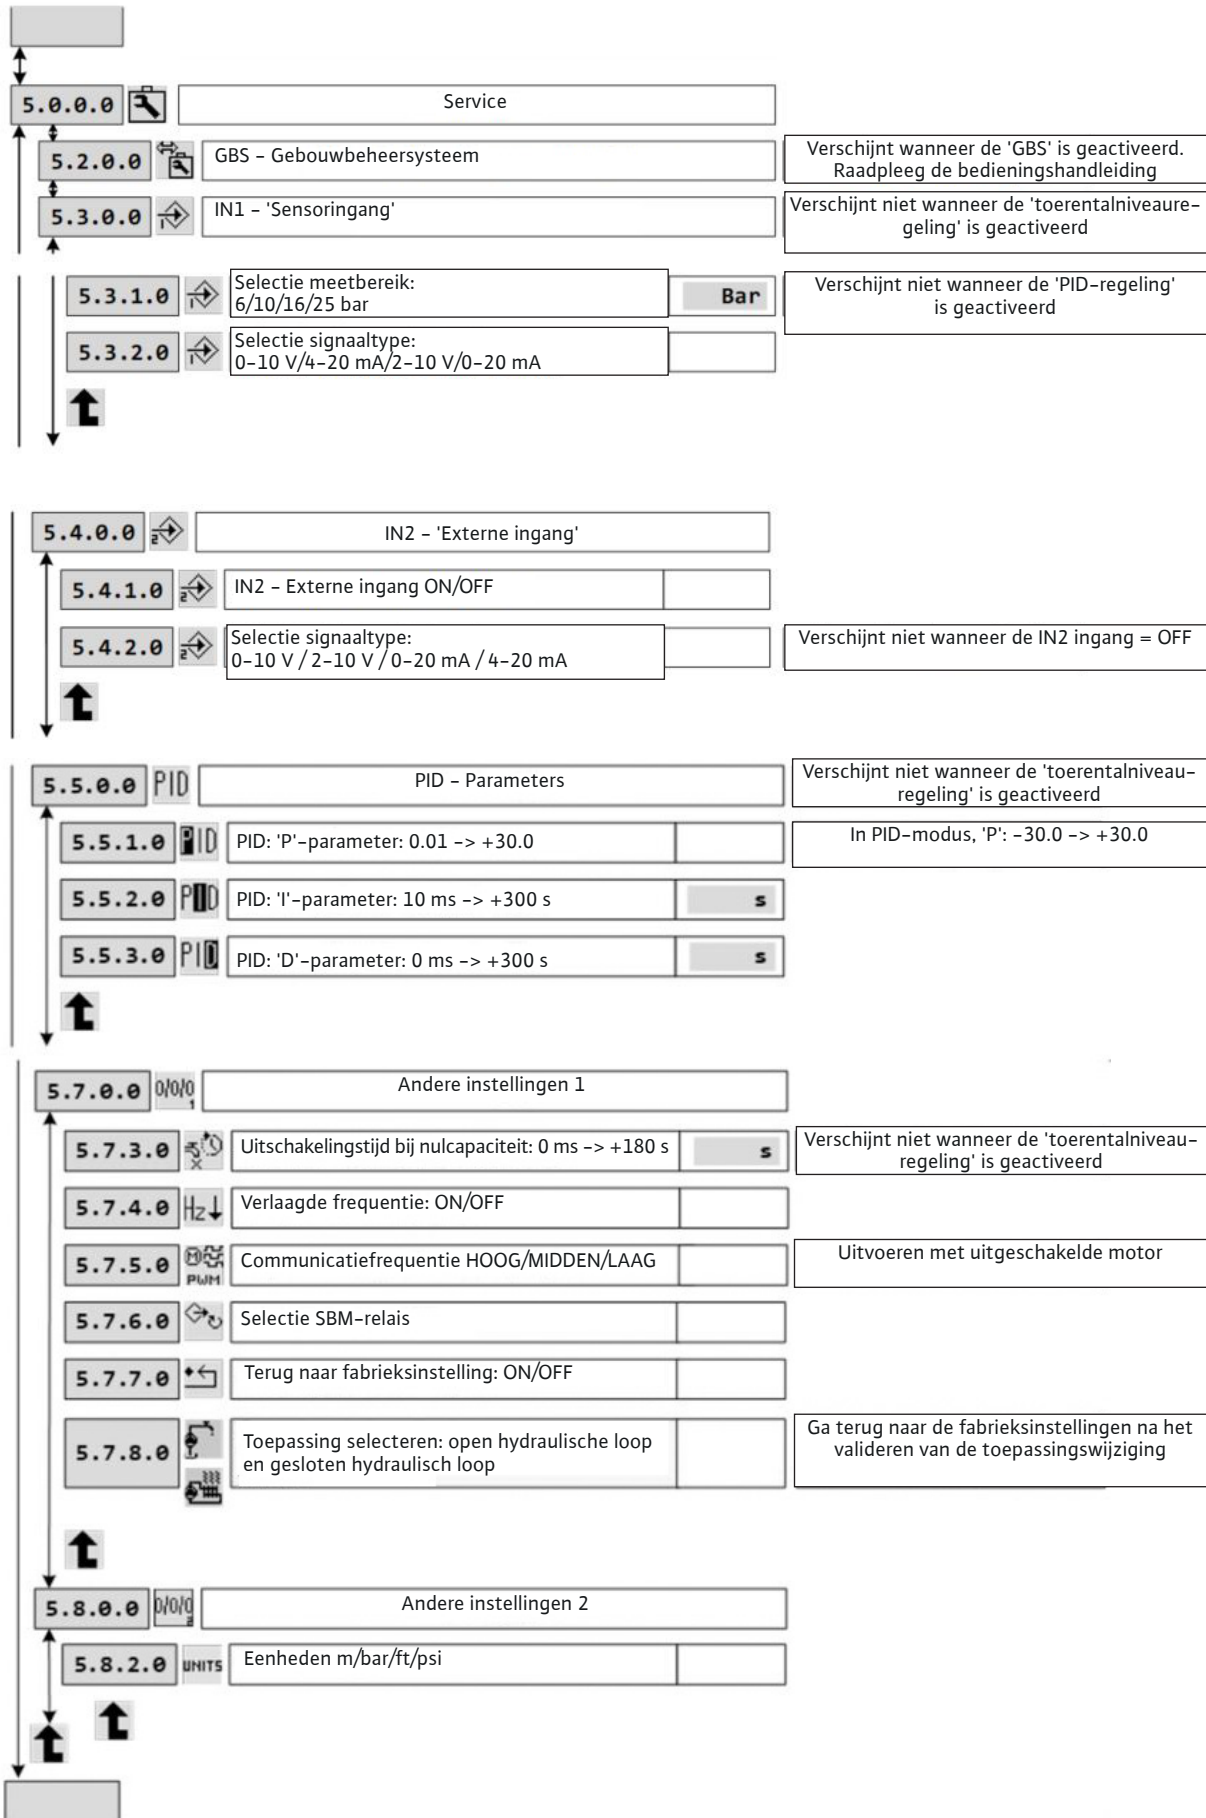 5.0.0.0 Service
5.2.0.0 GBS – Gebouwbeheersysteem
Verschijnt wanneer de 'GBS' is geactiveerd.
Raadpleeg de bedieningshandleiding
5.3.0.0 IN1 – 'Sensoringang'
Verschijnt niet wanneer de 'toerentalniveaure-
geling' is geactiveerd
5.3.1.0 Selectie meetbereik:
6/10/16/25 bar
Bar
Verschijnt niet wanneer de 'PID-regeling'
is geactiveerd
5.3.2.0 Selectie signaaltype:
0-10 V/4-20 mA/2-10 V/0-20 mA
5.4.0.0 IN2 – 'Externe ingang'
5.4.1.0 IN2 – Externe ingang ON/OFF
5.4.2.0 Selectie signaaltype:
0-10 V / 2-10 V / 0-20 mA / 4-20 mA
Verschijnt niet wanneer de IN2 ingang = OFF
5.5.0.0 PID PID – Parameters
Verschijnt niet wanneer de 'toerentalniveau-
regeling' is geactiveerd
5.5.1.0 PID PID: 'P'-parameter: 0.01 -> +30.0
In PID-modus, 'P': -30.0 -> +30.0
5.5.2.0 PID PID: 'I'-parameter: 10 ms -> +300 s s
5.5.3.0 PID PID: 'D'-parameter: 0 ms -> +300 s s
5.7.0.0 0/0/0 1 Andere instellingen 1
5.7.3.0 Uitschakelingstijd bij nulcapaciteit: 0 ms -> +180 s s
Verschijnt niet wanneer de 'toerentalniveau-
regeling' is geactiveerd
5.7.4.0 Hz Verlaagde frequentie: ON/OFF
5.7.5.0 M PWM Communicatiefrequentie HOOG/MIDDEN/LAAG
Uitvoeren met uitgeschakelde motor
5.7.6.0 Selectie SBM-relais
5.7.7.0 Terug naar fabrieksinstelling: ON/OFF
5.7.8.0 Toepassing selecteren: open hydraulische loop
en gesloten hydraulisch loop
Ga terug naar de fabrieksinstellingen na het
valideren van de toepassingswijziging
5.8.0.0 0/0/0 2 Andere instellingen 2
5.8.2.0 UNITS Eenheden m/bar/ft/psi